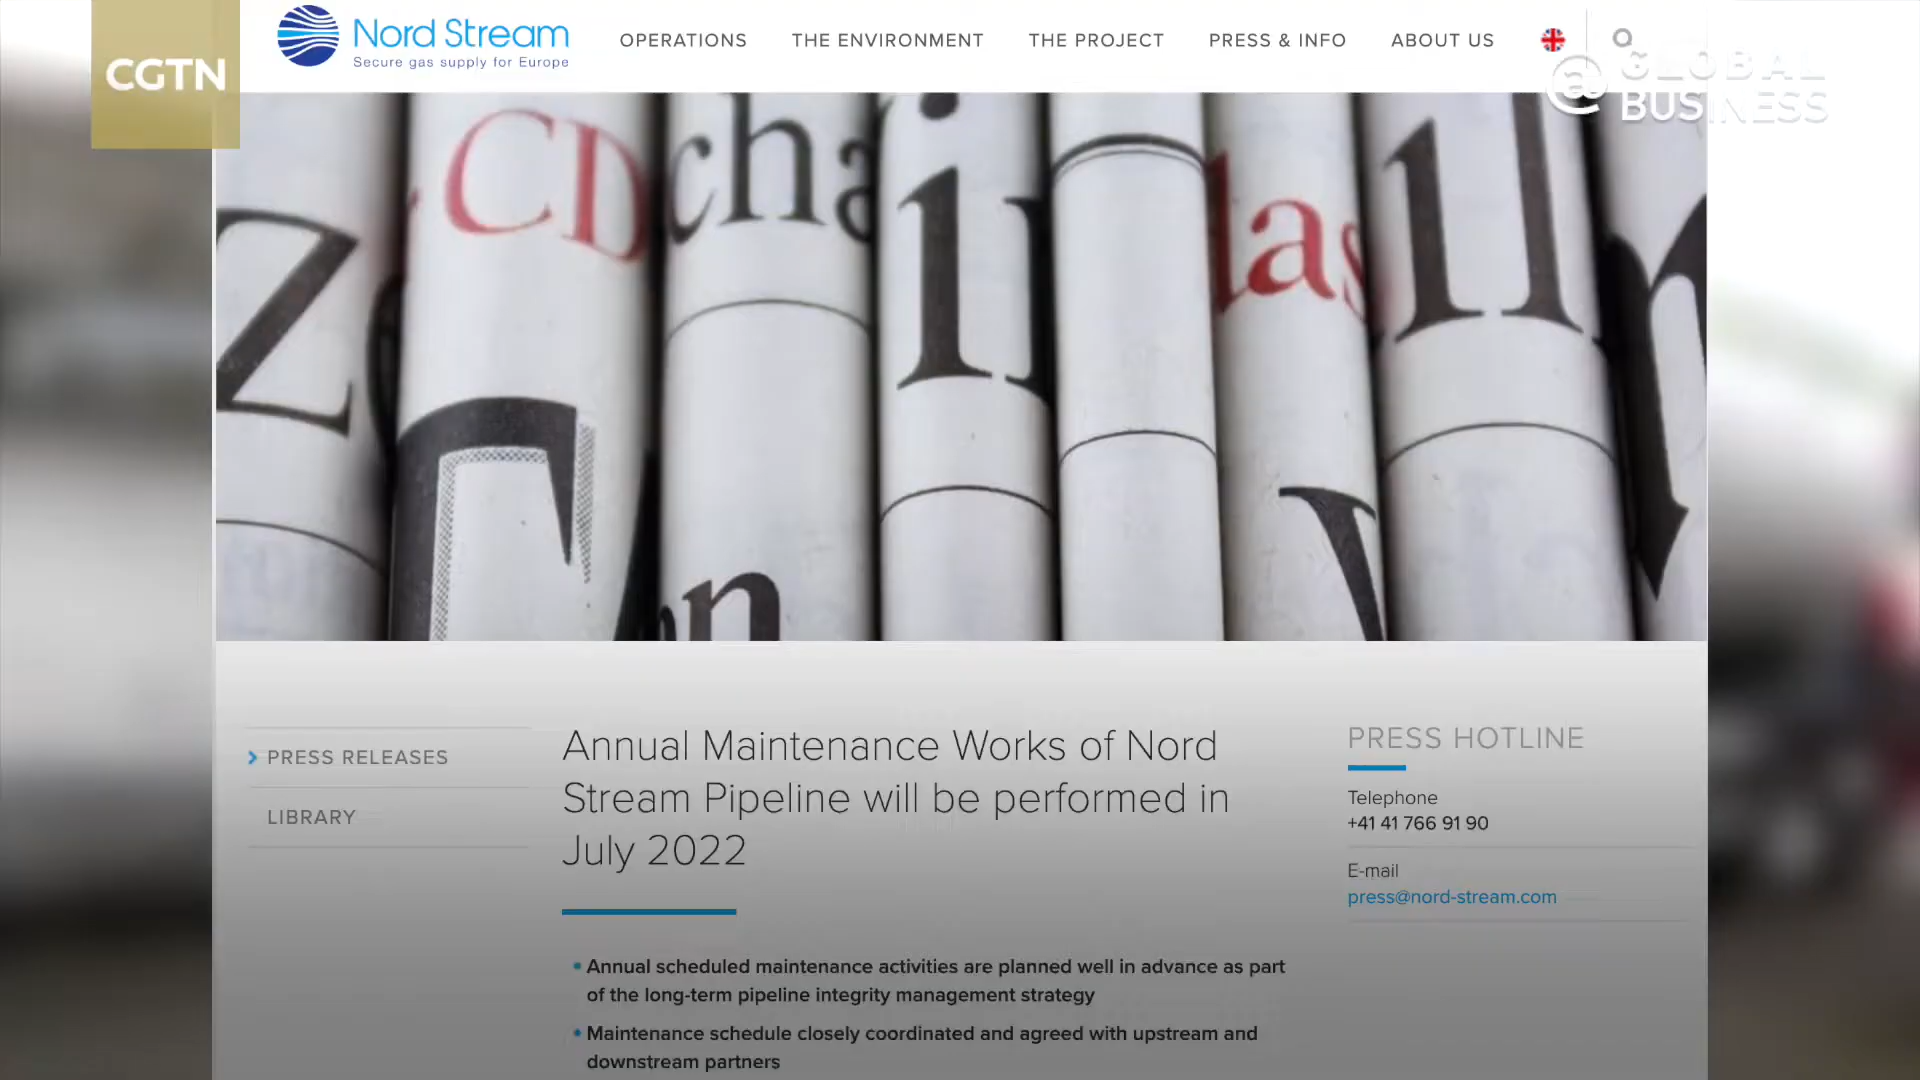 CGTN
Nord Stream
Secure gas supply for Europe
OPERATIONS
THE ENVIRONMENT
THE PROJECT
PRESS & INFO
ABOUT US
@ GLOBAL
BUSINESS
CD
cha
las
PRESS RELEASES
LIBRARY
Annual Maintenance Works of Nord
Stream Pipeline will be performed in
July 2022
• Annual scheduled maintenance activities are planned well in advance as part
of the long-term pipeline integrity management strategy
• Maintenance schedule closely coordinated and agreed with upstream and
downstream partners
PRESS HOTLINE
Telephone
+41 41 766 91 90
E-mail
press@nord-stream.com